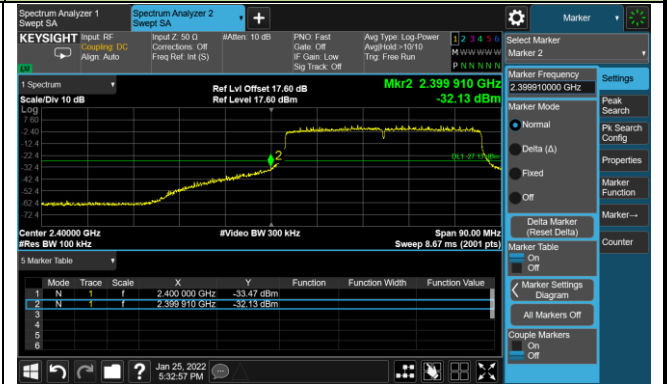 Spectrum Analyzer 1
Swept SA
Spectrum Analyzer 2
Swept SA
+
Marker
KEYSIGHT
Input: RF
Coupling: DC
Align: Auto
Input Z: 50 Ω
Corrections: Off
Freq Ref: Int (S)
#Atten: 10 dB
PNO: Fast
Gate: Off
IF Gain: Low
Sig Track: Off
Avg Type: Log-Power
Avg|Hold:>10/10
Trig: Free Run
1 2 3 4 5 6
M W W W W W
P N N N N N
Select Marker
Marker 2
LV
1 Spectrum
Scale/Div 10 dB
Log
Ref Lvl Offset 17.60 dB
Ref Level 17.60 dBm
Mkr2 2.399 910 GHz
-32.13 dBm
7.60
-2.40
-12.4
-22.4
-32.4
-42.4
-52.4
-62.4
-72.4
2
DL1 -27.13 dBm
Center 2.40000 GHz
#Res BW 100 kHz
#Video BW 300 kHz
Span 90.00 MHz
Sweep 8.67 ms (2001 pts)
5 Marker Table
Mode Trace Scale X Y Function Function Width Function Value
1 N 1 f 2.400 000 GHz -33.47 dBm
2 N 1 f 2.399 910 GHz -32.13 dBm
3
4
5
6
Jan 25, 2022
5:32:57 PM
?
Marker Frequency
2.399910000 GHz
Marker Mode
Normal
Delta (Δ)
Fixed
Off
Delta Marker
(Reset Delta)
Marker Table
On
Off
Marker Settings
Diagram
All Markers Off
Couple Markers
On
Off
Settings
Peak
Search
Pk Search
Config
Properties
Marker
Function
Marker→
Counter